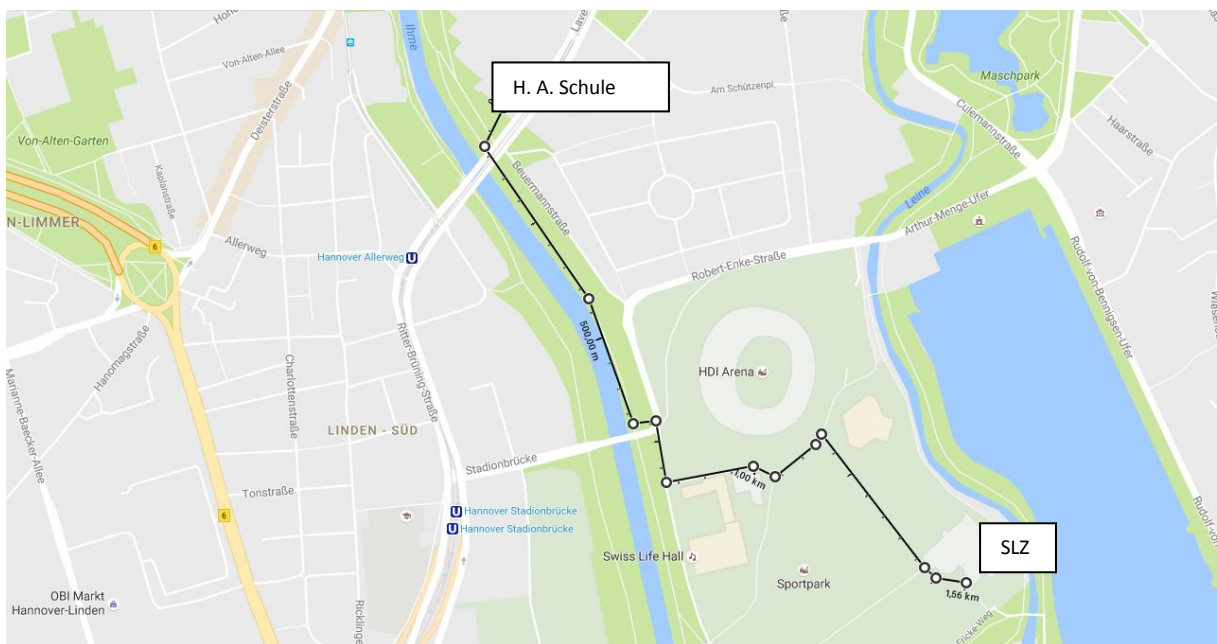 Hohe
Von-Alten-Allee
Deisterstraße
Ihme
Lave
H. A. Schule
Am Schützenpl.
Maschpark
Culemannstraße
Haarstraße
Von-Alten-Garten
Kaplanstraße
Beuermannstraße
Leine
Arthur-Menge-Ufer
N-LIMMER
6
Allerweg
Hannover Allerweg U
Robert-Enke-Straße
Rudolf-von-Bennigsen-Ufer
Hanomagstraße
Ritter-Brüning-Straße
500,00 m
Charlottenstraße
HDI Arena
Marianne-Baecker-Allee
LINDEN - SÜD
Stadionbrücke
1,00 km
Tonstraße
6
U Hannover Stadionbrücke
U Hannover Stadionbrücke
Rudolf-v
SLZ
Swiss Life Hall
Sportpark
1,56 km
OBI Markt
Hannover-Linden
Ricklinge
Fricke-Weg